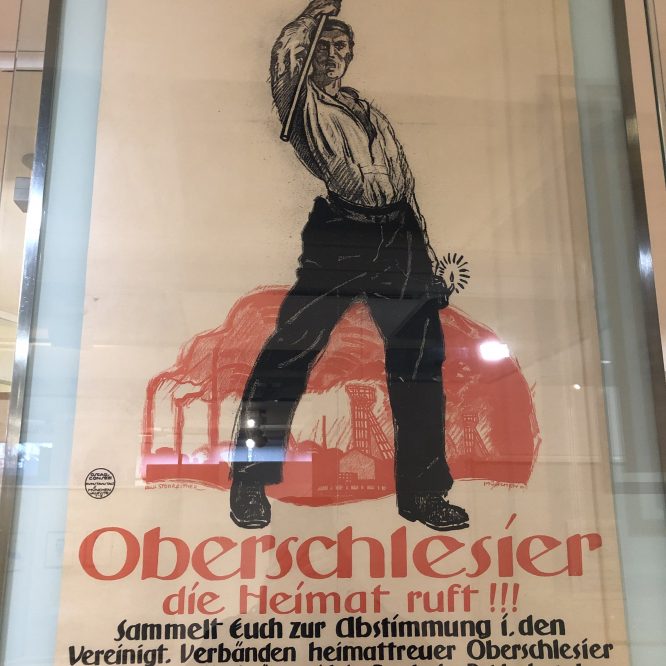 Oberschlesier
die Heimat ruft!!!
Sammelt Euch zur Abstimmung i. den
Vereinigt. Verbänden heimattreuer Oberschlesier